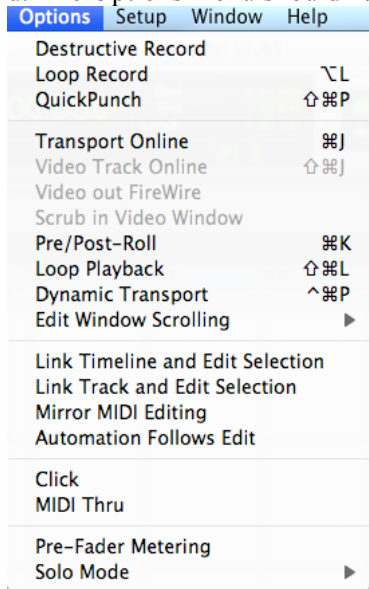 Options Setup Window Help
Destructive Record
Loop Record ⌥L
QuickPunch ⇧⌘P
Transport Online ⌘J
Video Track Online ⇧⌘J
Video out FireWire
Scrub in Video Window
Pre/Post-Roll ⌘K
Loop Playback ⇧⌘L
Dynamic Transport ^⌘P
Edit Window Scrolling ▶
Link Timeline and Edit Selection
Link Track and Edit Selection
Mirror MIDI Editing
Automation Follows Edit
Click
MIDI Thru
Pre-Fader Metering
Solo Mode ▶